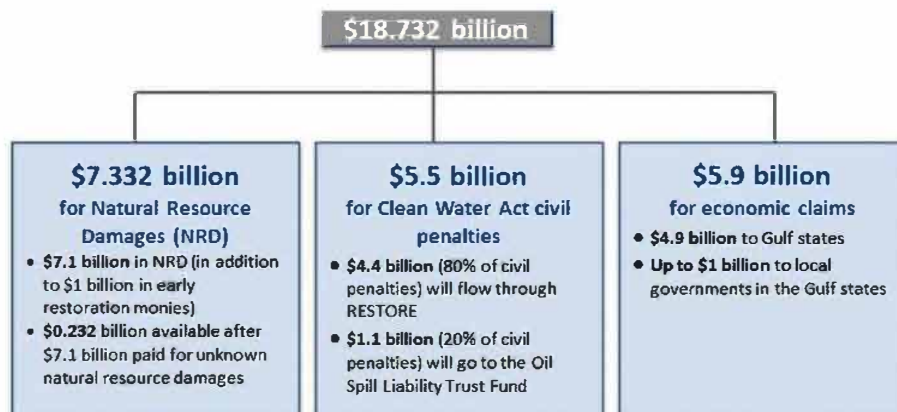 $18.732 billion
$7.332 billion
for Natural Resource
Damages (NRD)
• $7.1 billion in NRD (in addition
to $1 billion in early
restoration monies)
• $0.232 billion available after
$7.1 billion paid for unknown
natural resource damages
$5.5 billion
for Clean Water Act civil
penalties
• $4.4 billion (80% of civil
penalties) will flow through
RESTORE
• $1.1 billion (20% of civil
penalties) will go to the Oil
Spill Liability Trust Fund
$5.9 billion
for economic claims
• $4.9 billion to Gulf states
• Up to $1 billion to local
governments in the Gulf states